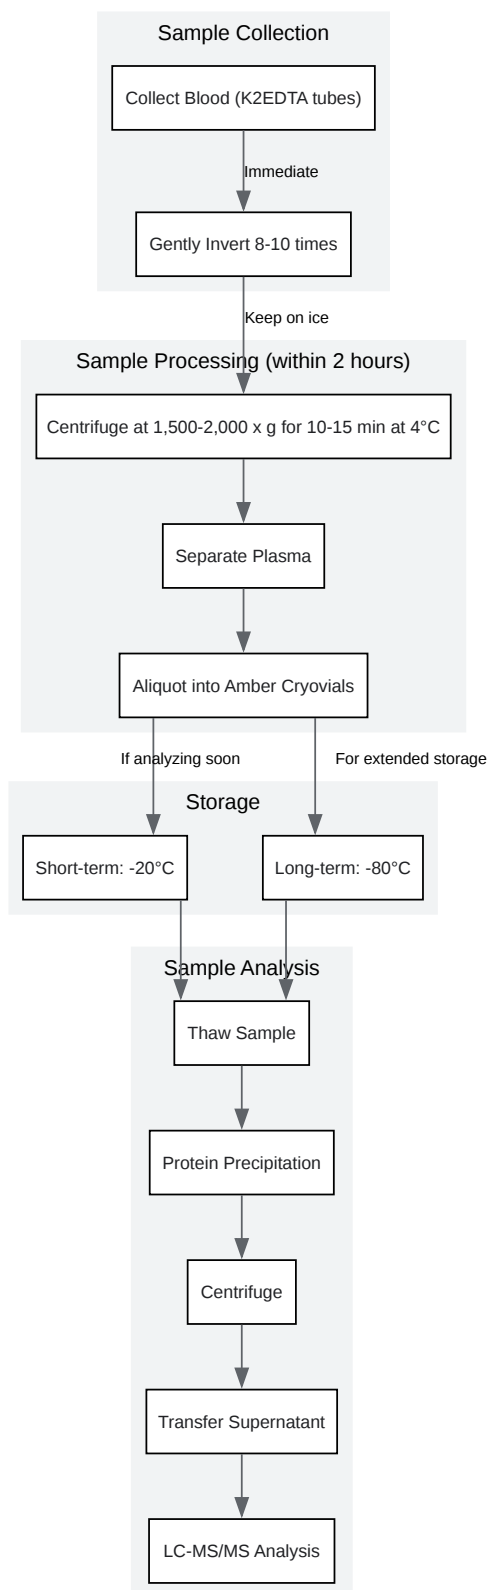 Sample Collection
Collect Blood (K2EDTA tubes)
Immediate
Gently Invert 8-10 times
Keep on ice
Sample Processing (within 2 hours)
Centrifuge at 1,500-2,000 x g for 10-15 min at 4°C
Separate Plasma
Aliquot into Amber Cryovials
If analyzing soon
For extended storage
Storage
Short-term: -20°C
Long-term: -80°C
Sample Analysis
Thaw Sample
Protein Precipitation
Centrifuge
Transfer Supernatant
LC-MS/MS Analysis